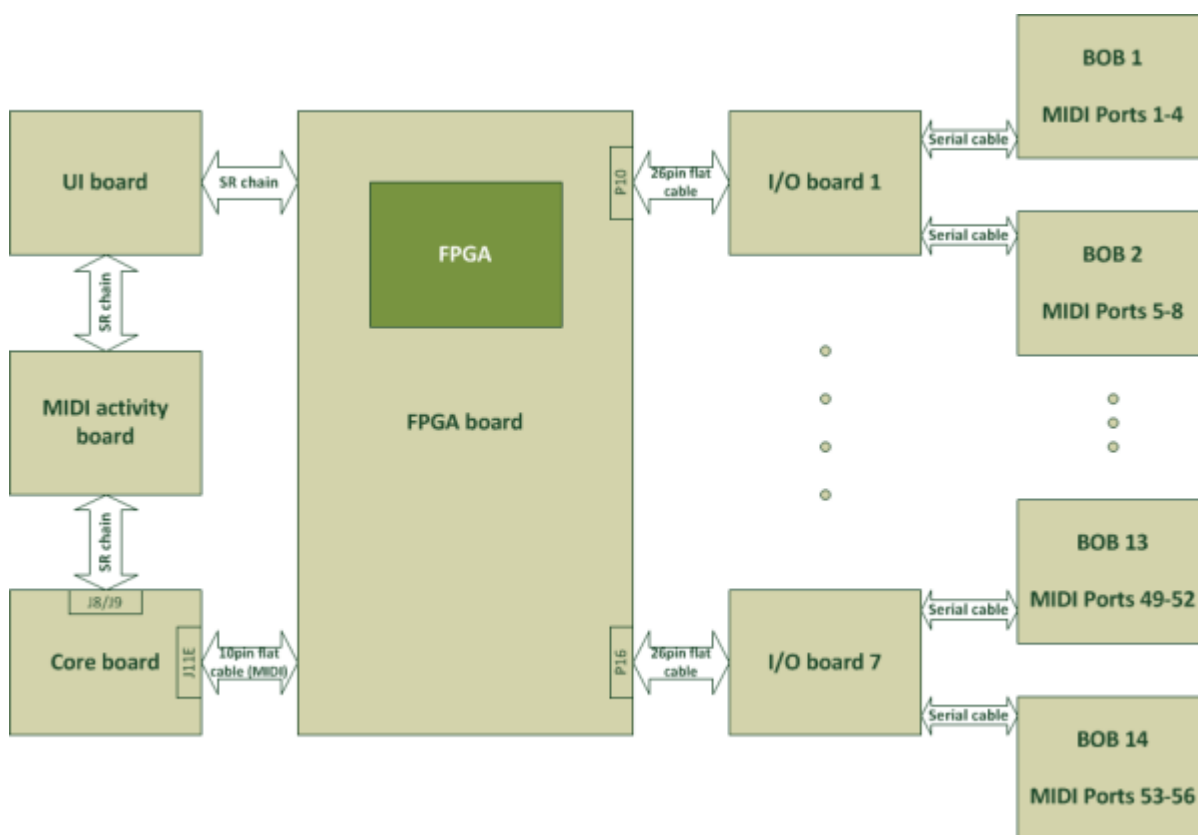 BOB 1
MIDI Ports 1-4
UI board
SR chain
P10
26pin flat
cable
I/O board 1
Serial cable
Serial cable
BOB 2
MIDI Ports 5-8
FPGA
SR chain
MIDI activity
board
FPGA board
SR chain
J8/J9
Core board
J11E
10pin flat
cable (MIDI)
P16
26pin flat
cable
I/O board 7
Serial cable
Serial cable
BOB 13
MIDI Ports 49-52
BOB 14
MIDI Ports 53-56